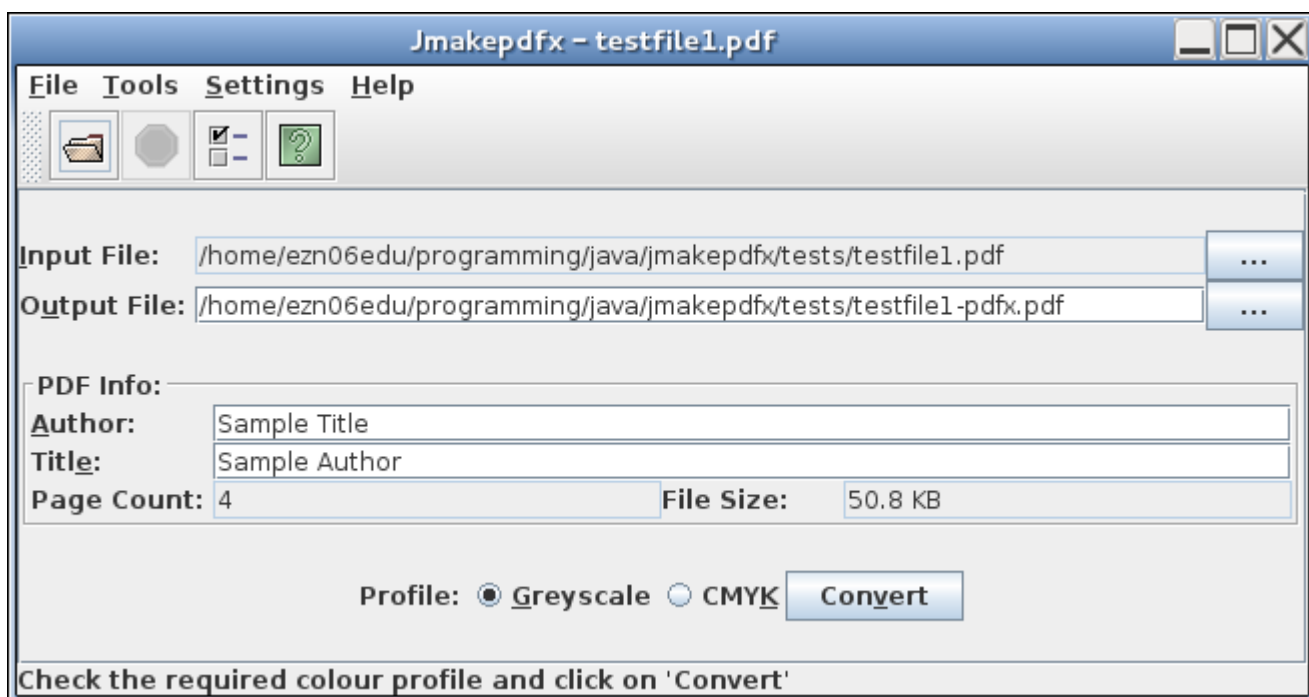 Jmakepdfx – testfile1.pdf
File Tools Settings Help
Input File: /home/ezn06edu/programming/java/jmakepdfx/tests/testfile1.pdf ...
Output File: /home/ezn06edu/programming/java/jmakepdfx/tests/testfile1-pdfx.pdf ...
PDF Info:
Author: Sample Title
Title: Sample Author
Page Count: 4 File Size: 50.8 KB
Profile: Greyscale CMYK Convert
Check the required colour profile and click on 'Convert'